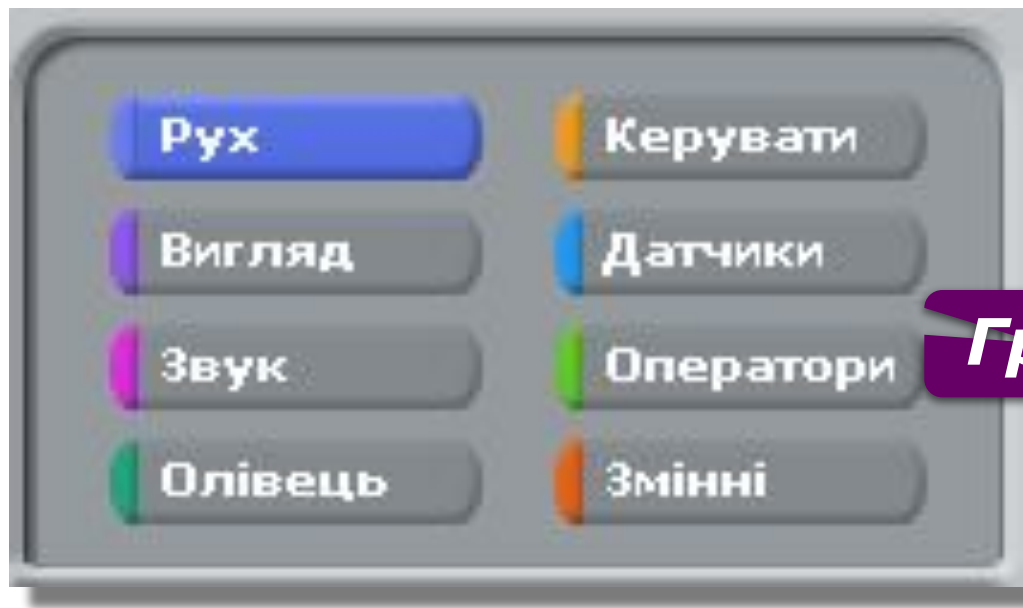 Рух
Керувати
Вигляд
Датчики
Звук
Оператори
Олівець
Змінні